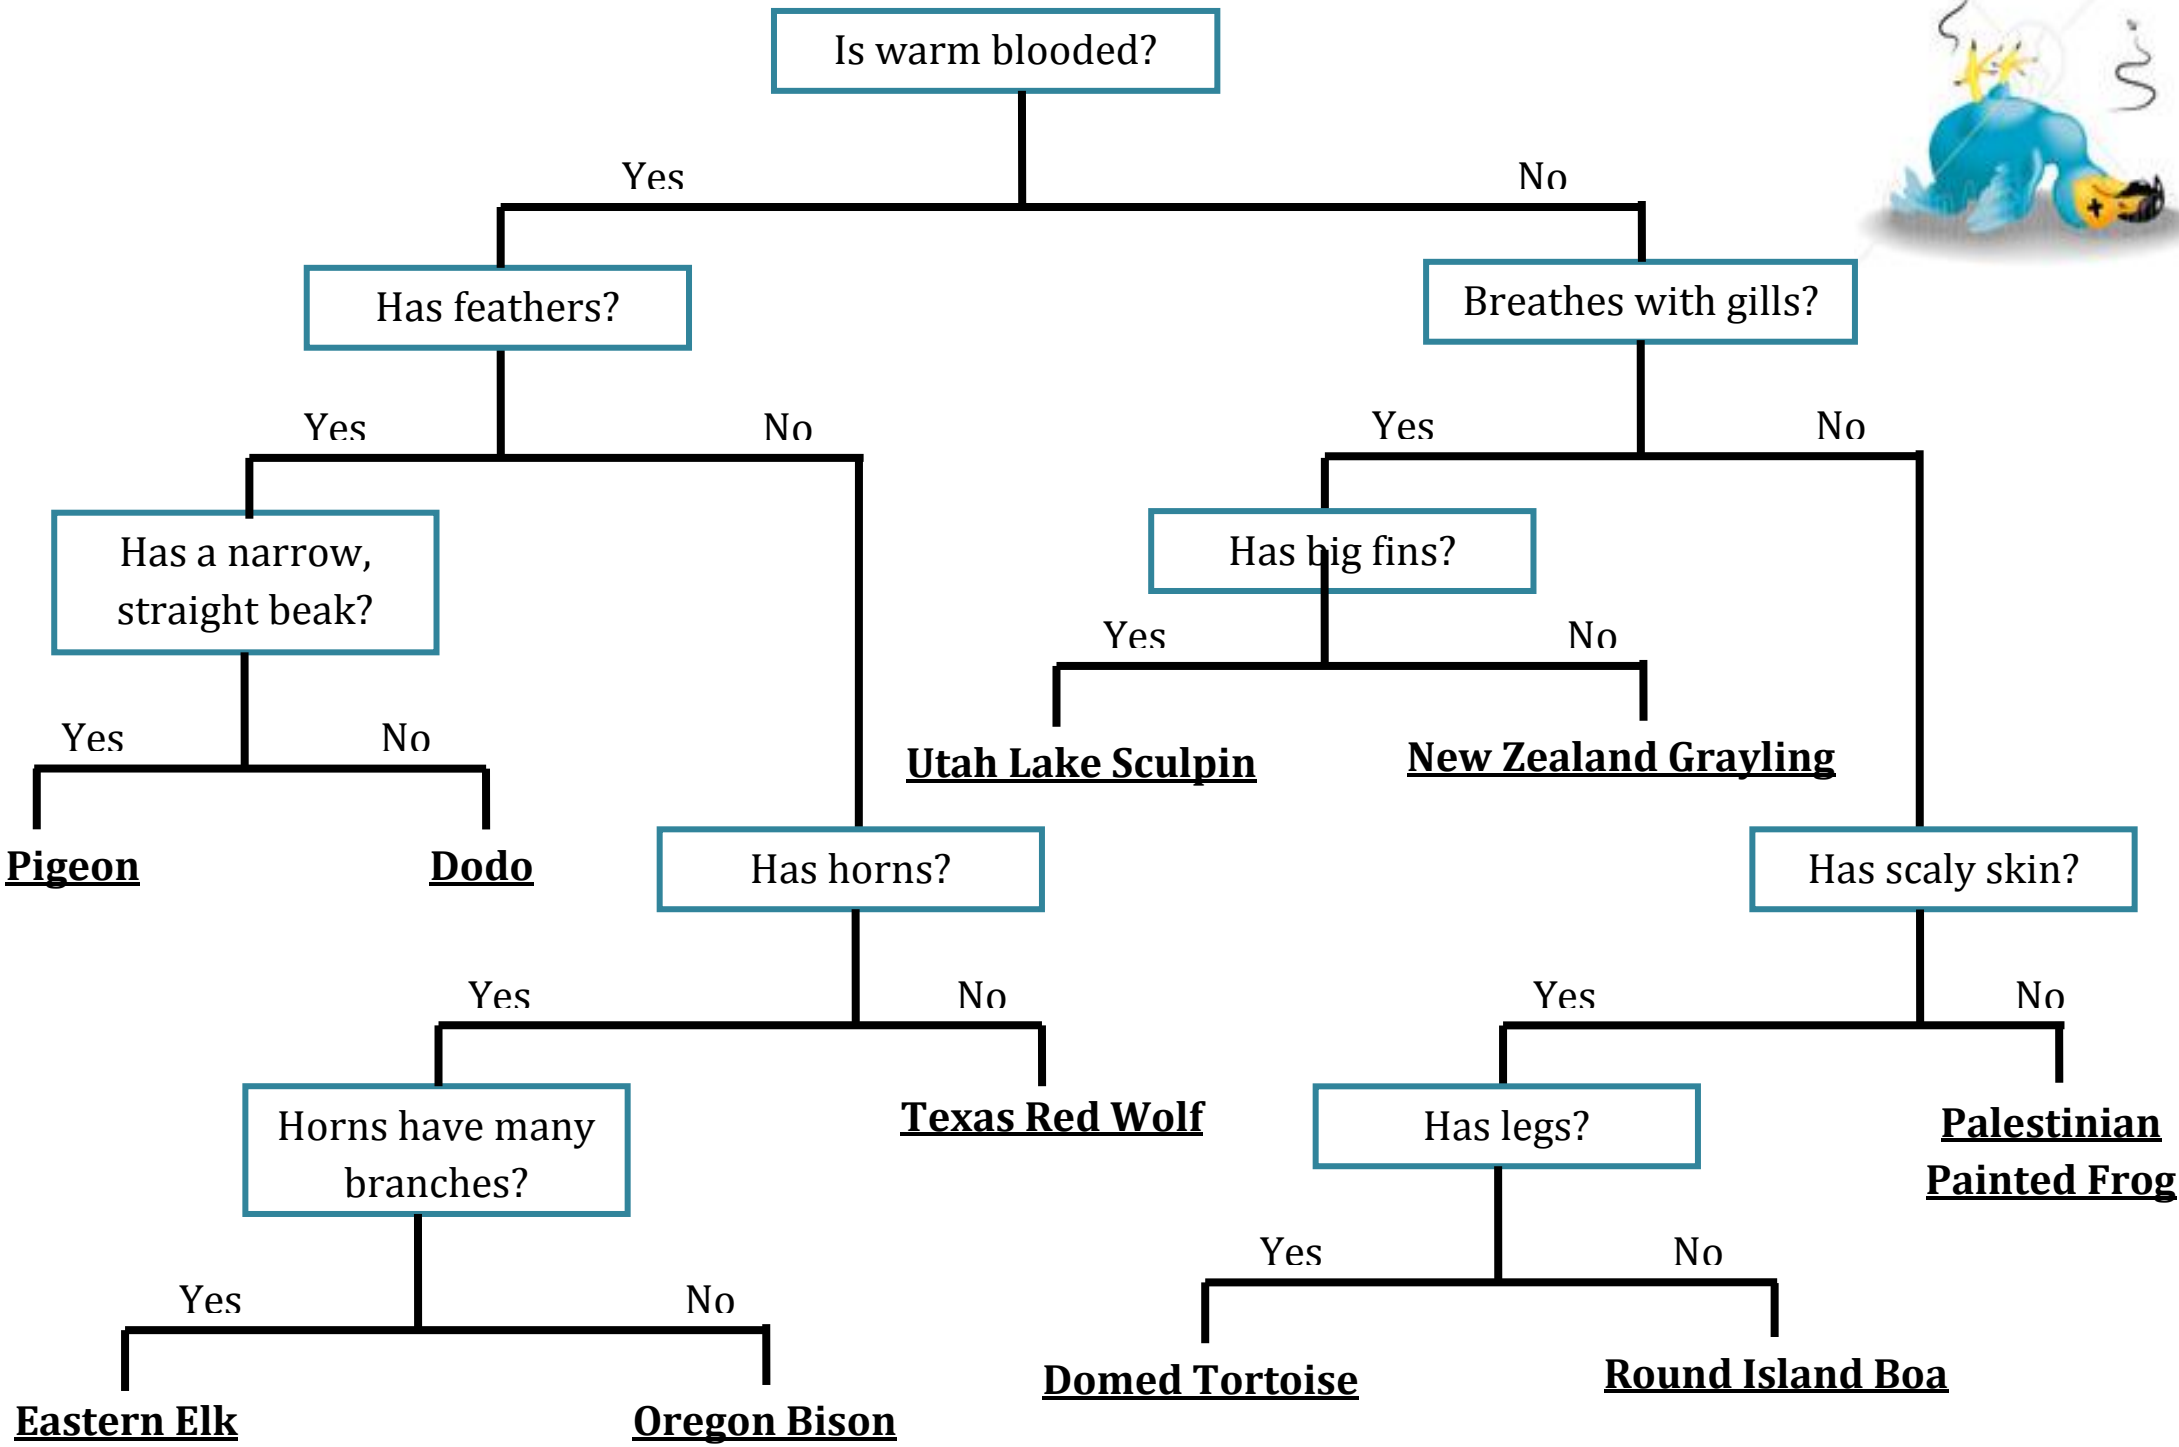 Is warm blooded?
Yes
No
Has feathers?
Breathes with gills?
Yes
No
Yes
No
Has a narrow,
straight beak?
Has big fins?
Yes
No
Yes
No
Utah Lake Sculpin
New Zealand Grayling
Pigeon
Dodo
Has horns?
Has scaly skin?
Yes
No
Yes
No
Horns have many
branches?
Texas Red Wolf
Has legs?
Palestinian
Painted Frog
Yes
No
Yes
No
Domed Tortoise
Round Island Boa
Eastern Elk
Oregon Bison